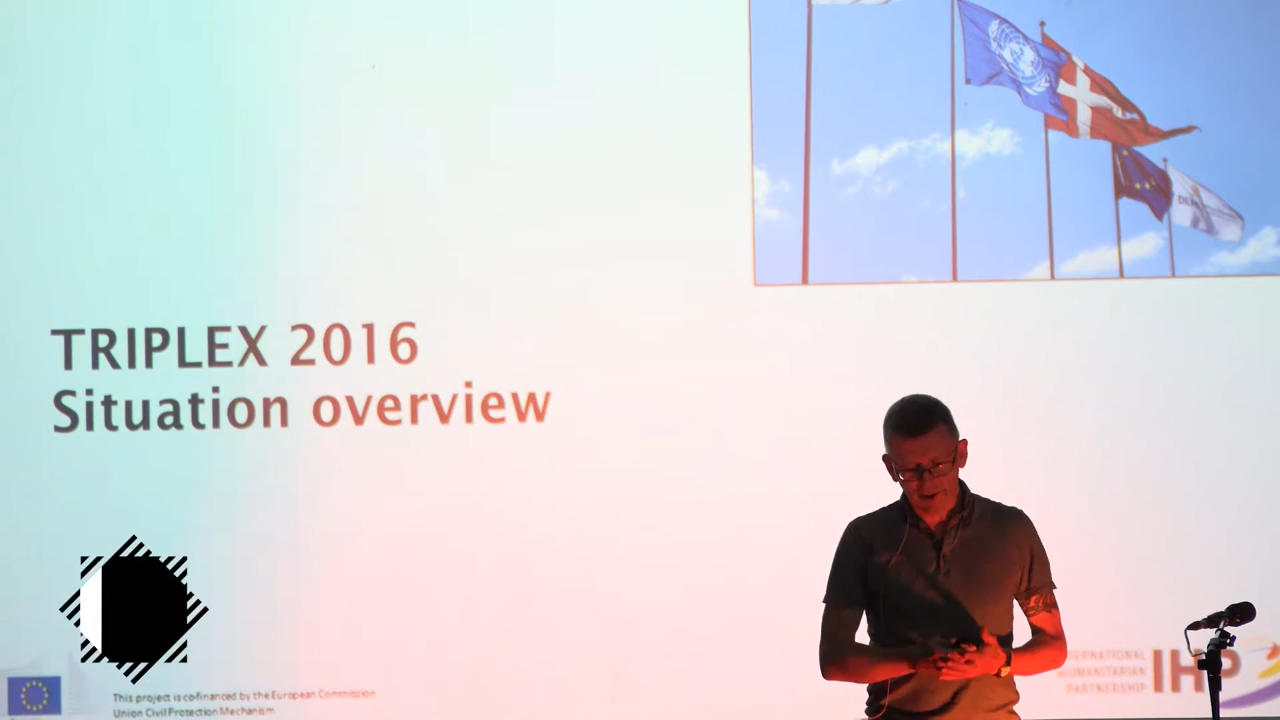 TRIPLEX 2016
Situation overview
This project is cofinanced by the European Commission
Union Civil Protection Mechanism
HUMANITARIAN
PARTNERSHIP
IHP